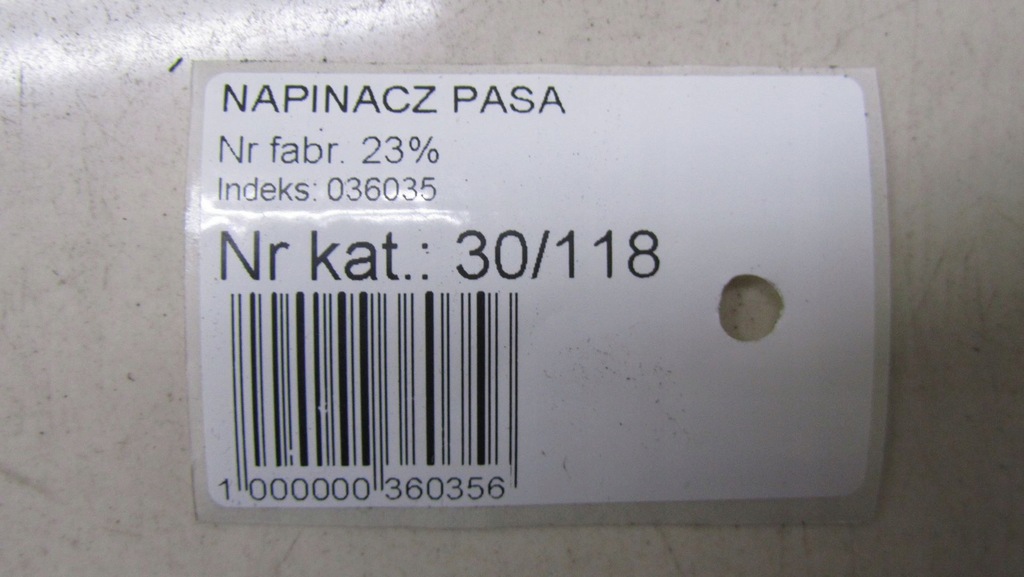 NAPINACZ PASA
Nr fabr. 23%
Indeks: 036035
Nr kat.: 30/118
1 000000 360356